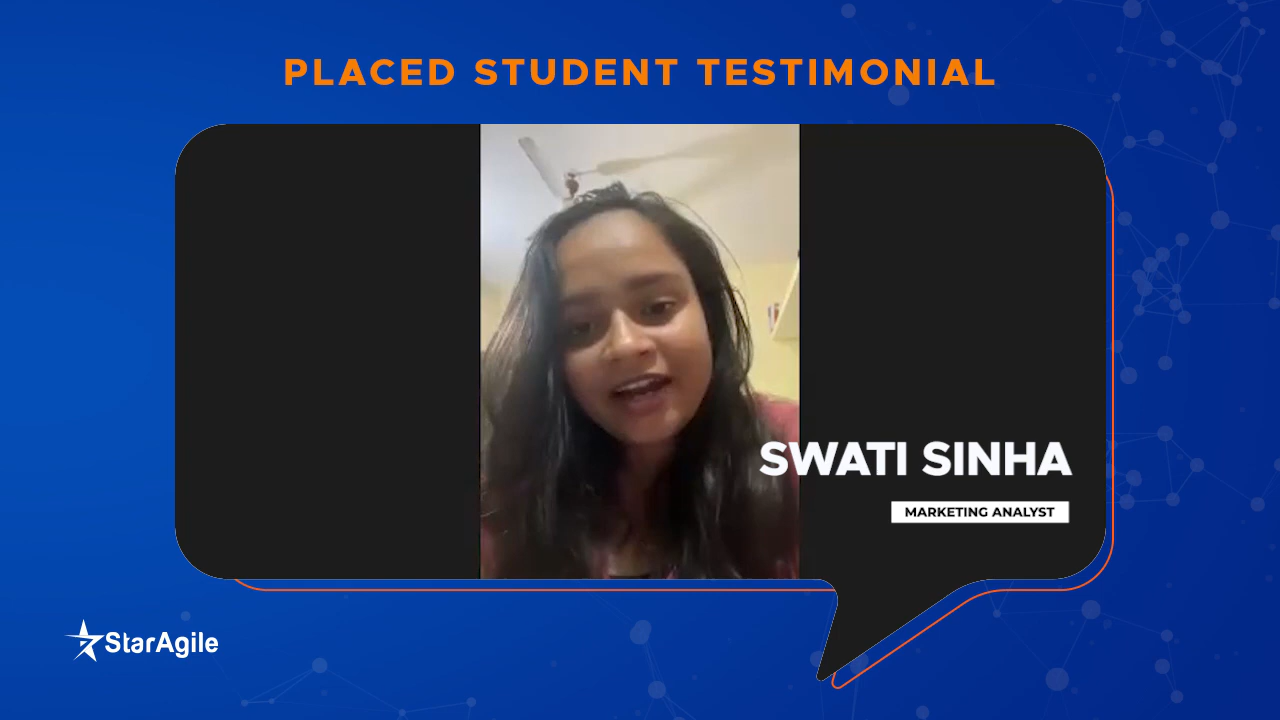 PLACED STUDENT TESTIMONIAL
SWATI SINHA
MARKETING ANALYST
StarAgile